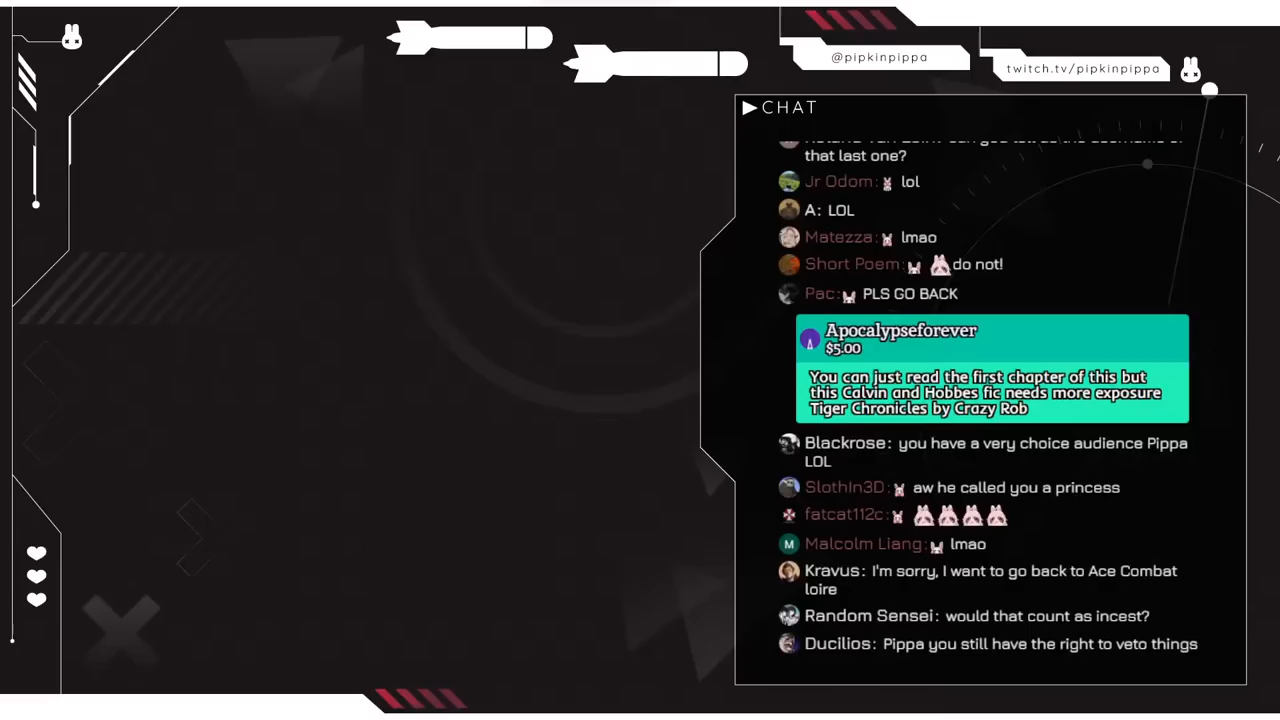 @pipkinpippa
twitch.tv/pipkinpippa
CHAT
that last one?
Jr Odom: lol
A: LOL
Matezza: lmao
Short Poem: do not!
Pac: PLS GO BACK
Apocalypseforever
$5.00
You can just read the first chapter of this but
this Calvin and Hobbes fic needs more exposure
Tiger Chronicles by Crazy Rob
Blackrose: you have a very choice audience Pippa
LOL
SlothIn3D: aw he called you a princess
fatcat112c:
M Malcolm Liang: lmao
Kravus: I'm sorry, I want to go back to Ace Combat
loire
Random Sensei: would that count as incest?
Ducilios: Pippa you still have the right to veto things